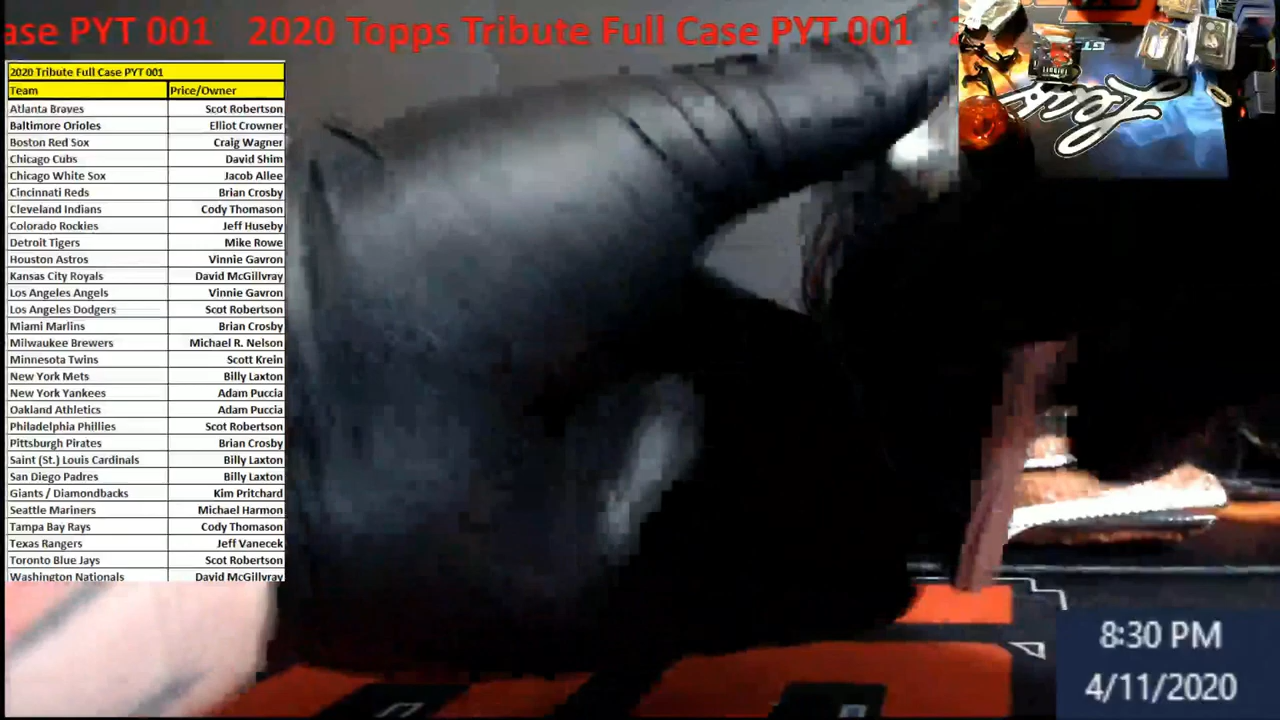 ase PYT 001 2020 Topps Tribute Full Case PYT 001 2
2020 Tribute Full Case PYT 001
Team Price/Owner
Atlanta Braves Scot Robertson
Baltimore Orioles Elliot Crowner
Boston Red Sox Craig Wagner
Chicago Cubs David Shim
Chicago White Sox Jacob Allee
Cincinnati Reds Brian Crosby
Cleveland Indians Cody Thomason
Colorado Rockies Jeff Huseby
Detroit Tigers Mike Rowe
Houston Astros Vinnie Gavron
Kansas City Royals David McGillvray
Los Angeles Angels Vinnie Gavron
Los Angeles Dodgers Scot Robertson
Miami Marlins Brian Crosby
Milwaukee Brewers Michael R. Nelson
Minnesota Twins Scott Krein
New York Mets Billy Laxton
New York Yankees Adam Puccia
Oakland Athletics Adam Puccia
Philadelphia Phillies Scot Robertson
Pittsburgh Pirates Brian Crosby
Saint (St.) Louis Cardinals Billy Laxton
San Diego Padres Billy Laxton
Giants / Diamondbacks Kim Pritchard
Seattle Mariners Michael Harmon
Tampa Bay Rays Cody Thomason
Texas Rangers Jeff Vanecek
Toronto Blue Jays Scot Robertson
Washington Nationals David McGillvray
8:30 PM
4/11/2020